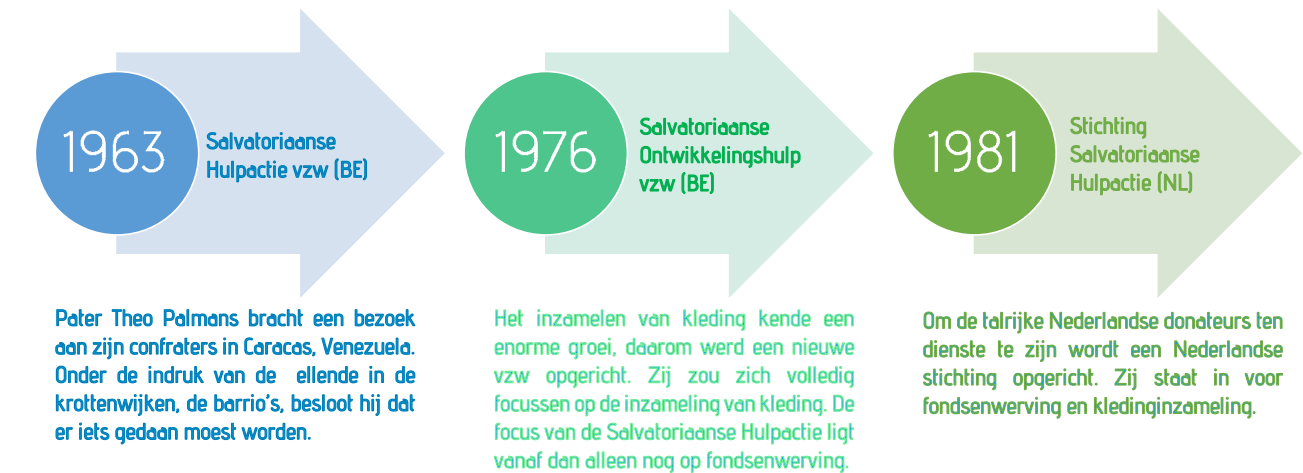 1963
Salvatoriaanse
Hulpactie vzw (BE)
Pater Theo Palmans bracht een bezoek
aan zijn confraters in Caracas, Venezuela.
Onder de indruk van de ellende in de
krottenwijken, de barrio's, besloot hij dat
er iets gedaan moest worden.
1976
Salvatoriaanse
Ontwikkelingshulp
vzw (BE)
Het inzamelen van kleding kende een
enorme groei, daarom werd een nieuwe
vzw opgericht. Zij zou zich volledig
focussen op de inzameling van kleding. De
focus van de Salvatoriaanse Hulpactie ligt
vanaf dan alleen nog op fondsenwerving.
1981
Stichting
Salvatoriaanse
Hulpactie (NL)
Om de talrijke Nederlandse donateurs ten
dienste te zijn wordt een Nederlandse
stichting opgericht. Zij staat in voor
fondsenwerving en kledinginzameling.